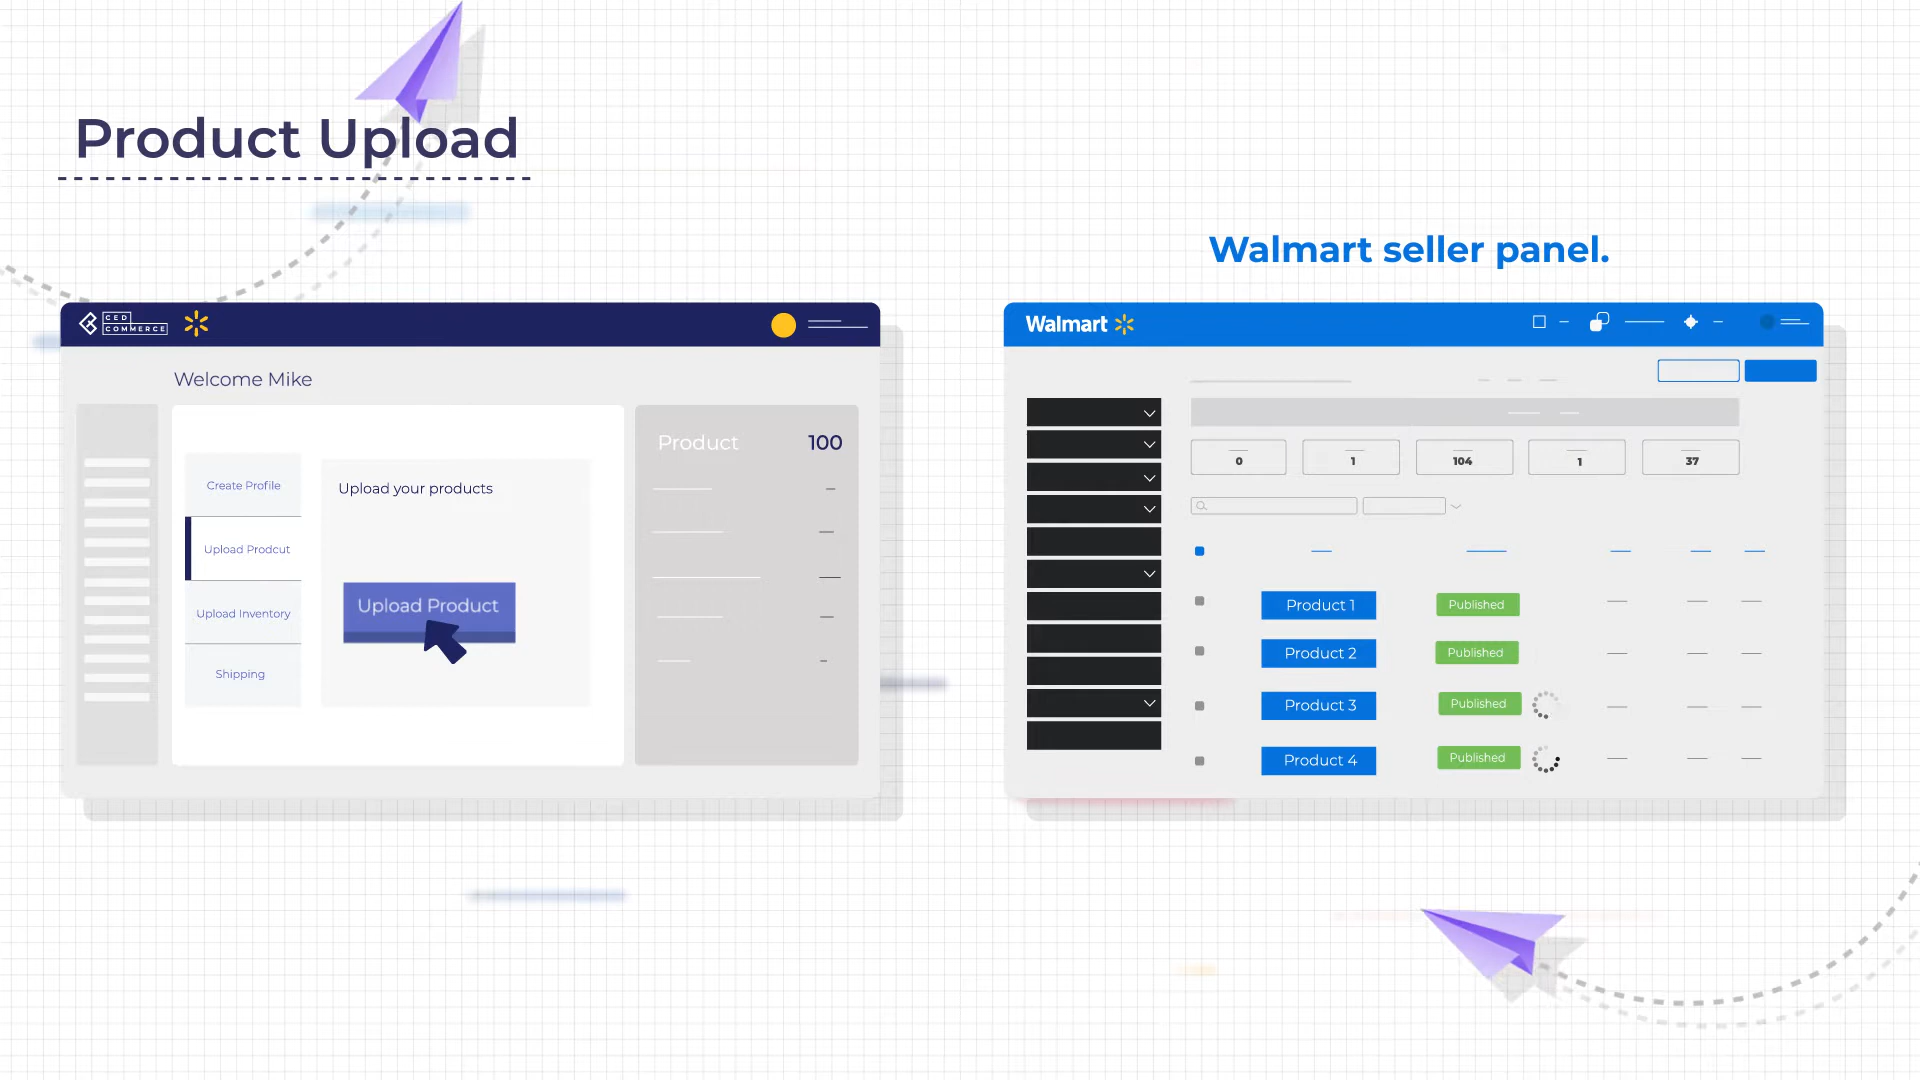 Product Upload
Walmart seller panel.
CED
COMMERCE
Welcome Mike
Create Profile
Upload Prodcut
Upload Inventory
Shipping
Upload your products
Upload Product
Product 100
Walmart
0 1 104 1 37
Product 1 Published
Product 2 Published
Product 3 Published
Product 4 Published